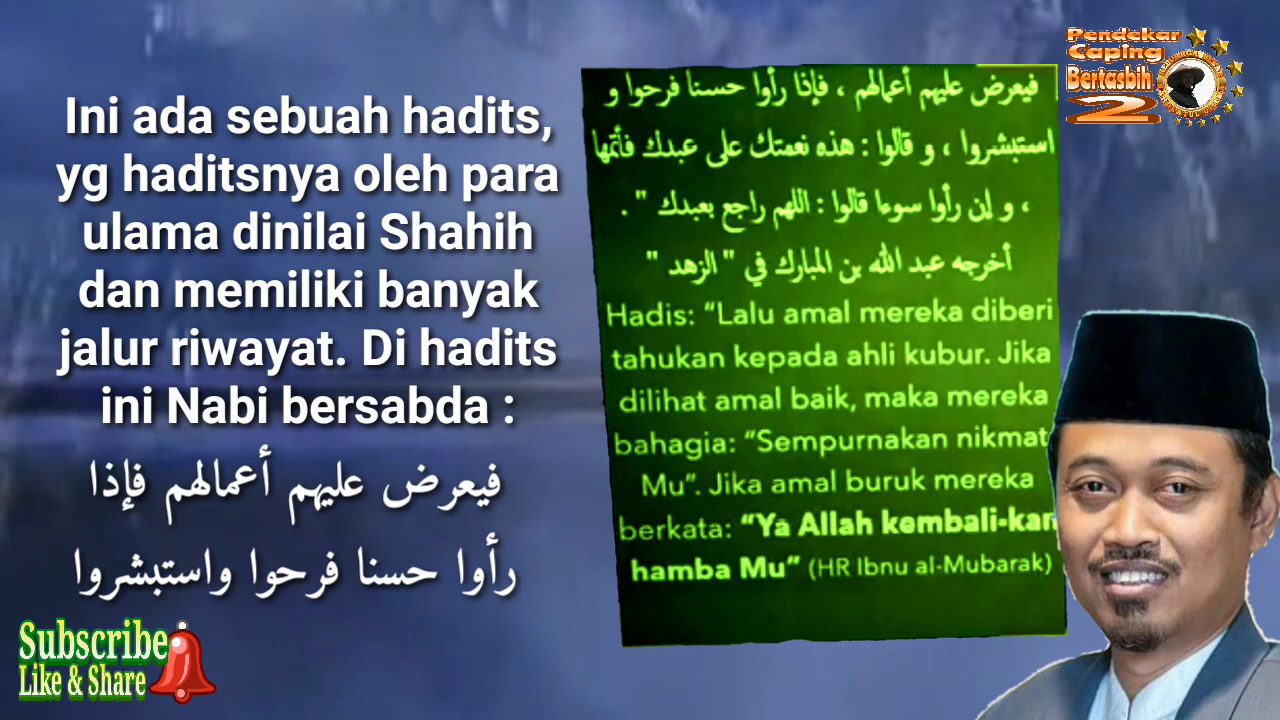 Ini ada sebuah hadits,
yg haditsnya oleh para
ulama dinilai Shahih
dan memiliki banyak
jalur riwayat. Di hadits
ini Nabi bersabda :
فيعرض عليهم أعمالهم فإذا
رأوا حسنا فرحوا واستبشروا
Subscribe
Like & Share
فيعرض عليهم أعمالهم ، فإذا رأوا حسنا فرحوا و
استبشروا ، و قالوا : هذه نعمتك على عبدك فأتمها
، و إن رأوا سوءا قالوا : اللهم راجع بعبدك " .
أخرجه عبد الله بن المبارك في " الزهد "
Hadis: “Lalu amal mereka diberi
tahukan kepada ahli kubur. Jika
dilihat amal baik, maka mereka
bahagia: “Sempurnakan nikmat
Mu”. Jika amal buruk mereka
berkata: “Ya Allah kembali-kan
hamba Mu” (HR Ibnu al-Mubarak)
Pendekar
Caping
Bertasbih
2